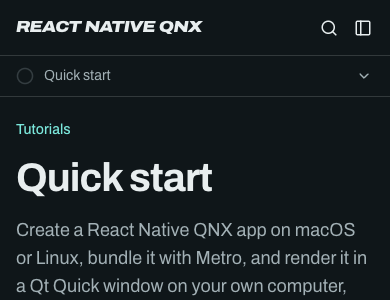 REACT NATIVE QNX
Quick start
Tutorials
Quick start
Create a React Native QNX app on macOS
or Linux, bundle it with Metro, and render it in
a Qt Quick window on your own computer,